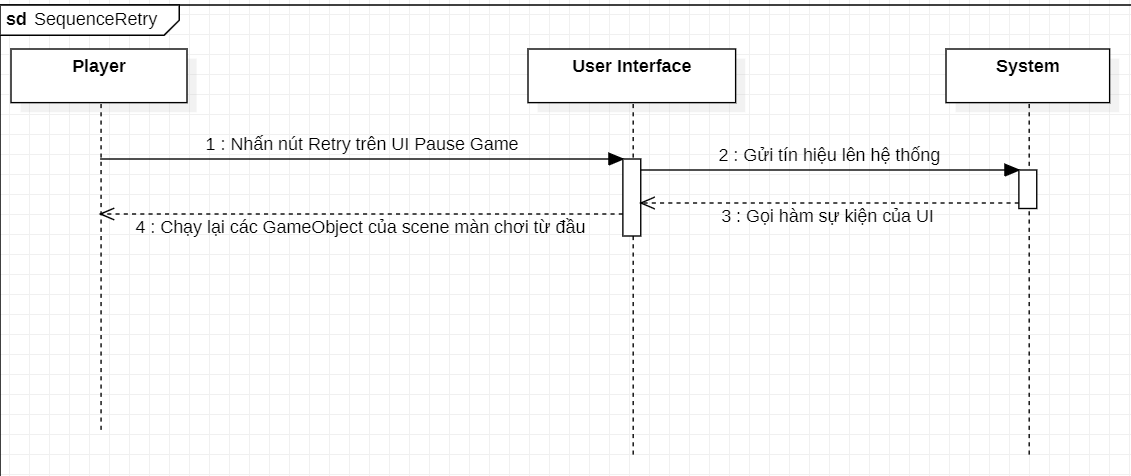 sd SequenceRetry
Player
User Interface
System
1 : Nhấn nút Retry trên UI Pause Game
2 : Gửi tín hiệu lên hệ thống
3 : Gọi hàm sự kiện của UI
4 : Chạy lại các GameObject của scene màn chơi từ đầu